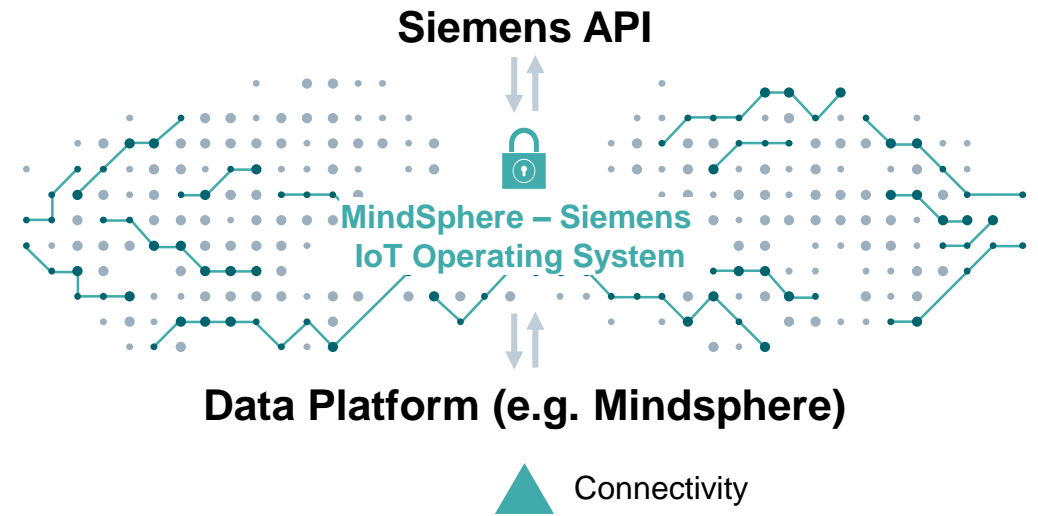 Siemens API
MindSphere – Siemens
IoT Operating System
Data Platform (e.g. Mindsphere)
Connectivity